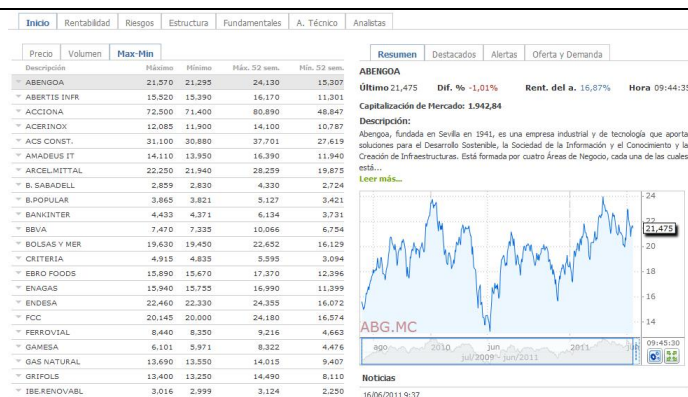 Inicio Rentabilidad Riesgos Estructura Fundamentales A. Técnico Analistas
Precio Volumen Max-Min
Descripción Máximo Mínimo Máx. 52 sem. Mín. 52 sem.
ABENGOA 21,570 21,295 24,130 15,307
ABERTIS INFR 15,520 15,390 16,170 11,301
ACCIONA 72,500 71,400 80,890 48,847
ACERINOX 12,085 11,900 14,100 10,787
ACS CONST. 31,100 30,880 37,701 27,619
AMADEUS IT 14,110 13,950 16,390 11,940
ARCEL.MITTAL 22,250 21,940 28,259 19,875
B. SABADELL 2,859 2,830 4,330 2,724
B.POPULAR 3,865 3,821 5,127 3,421
BANKINTER 4,433 4,371 6,134 3,731
BBVA 7,470 7,335 10,066 6,754
BOLSAS Y MER 19,630 19,450 22,652 16,129
CRITERIA 4,915 4,835 5,595 3,094
EBRO FOODS 15,890 15,670 17,370 12,396
ENAGAS 15,940 15,755 16,990 11,399
ENDESA 22,460 22,330 24,355 16,072
FCC 20,145 20,000 24,180 16,574
FERROVIAL 8,440 8,350 9,216 4,663
GAMESA 6,101 5,971 8,322 4,476
GAS NATURAL 13,690 13,550 14,015 9,407
GRIFOLS 13,400 13,250 14,490 8,110
IBE.RENOVABL 3,016 2,999 3,124 2,250
Resumen Destacados Alertas Oferta y Demanda
ABENGOA
Último 21,475 Dif. % -1,01% Rent. del a. 16,87% Hora 09:44:35
Capitalización de Mercado: 1.942,84
Descripción:
Abengoa, fundada en Sevilla en 1941, es una empresa industrial y de tecnología que aporta
soluciones para el Desarrollo Sostenible, la Sociedad de la Información y el Conocimiento y la
Creación de Infraestructuras. Está formada por cuatro Áreas de Negocio, cada una de las cuales
está...
Leer más...
24
21,475
20
18
16
14
ABG.MC
ago 2010 jun 2011 jun
jul/2009 - jun/2011
09:45:30
Noticias
16/06/2011 9:37